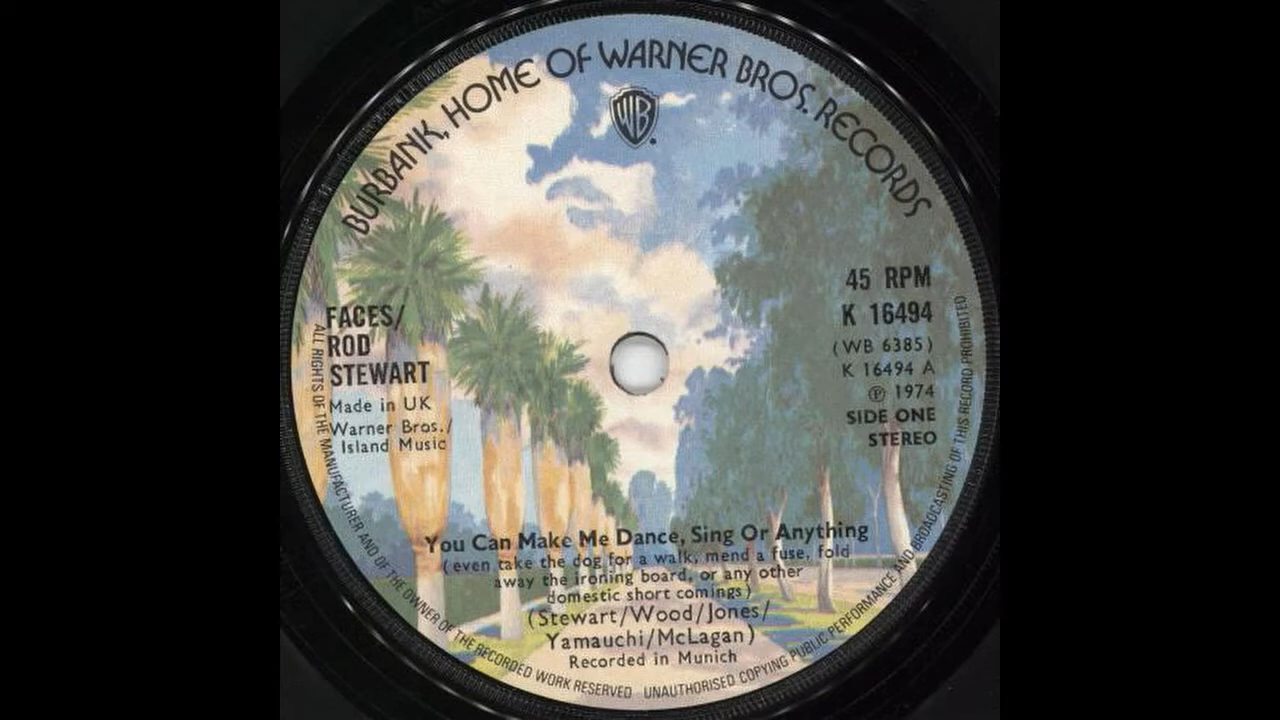 BURBANK, HOME OF WARNER BROS. RECORDS
WB
FACES/
ROD
STEWART
Made in UK
Warner Bros./
Island Music
45 RPM
K 16494
(WB 6385)
K 16494 A
Ⓟ 1974
SIDE ONE
STEREO
You Can Make Me Dance, Sing Or Anything
(even take the dog for a walk, mend a fuse, fold
away the ironing board, or any other
domestic short comings)
(Stewart/Wood/Jones/
Yamauchi/McLagan)
Recorded in Munich
ALL RIGHTS OF THE MANUFACTURER AND OF THE OWNER OF THE RECORDED WORK RESERVED UNAUTHORISED COPYING PUBLIC PERFORMANCE AND BROADCASTING OF THIS RECORD PROHIBITED